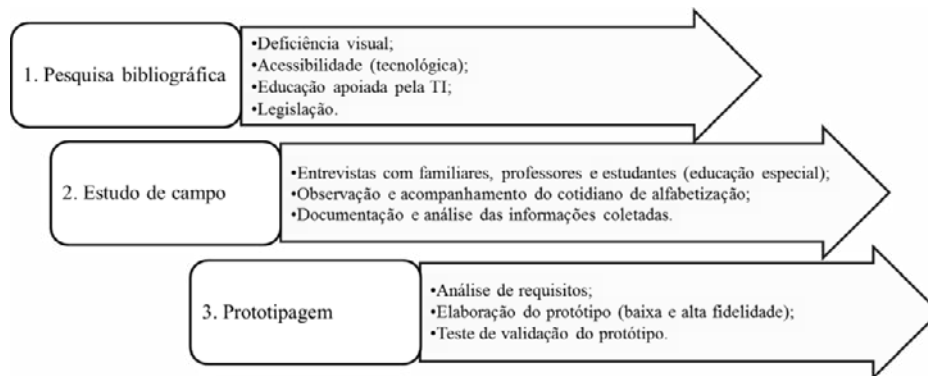 1. Pesquisa bibliográfica
•Deficiência visual;
•Acessibilidade (tecnológica);
•Educação apoiada pela TI;
•Legislação.
2. Estudo de campo
•Entrevistas com familiares, professores e estudantes (educação especial);
•Observação e acompanhamento do cotidiano de alfabetização;
•Documentação e análise das informações coletadas.
3. Prototipagem
•Análise de requisitos;
•Elaboração do protótipo (baixa e alta fidelidade);
•Teste de validação do protótipo.